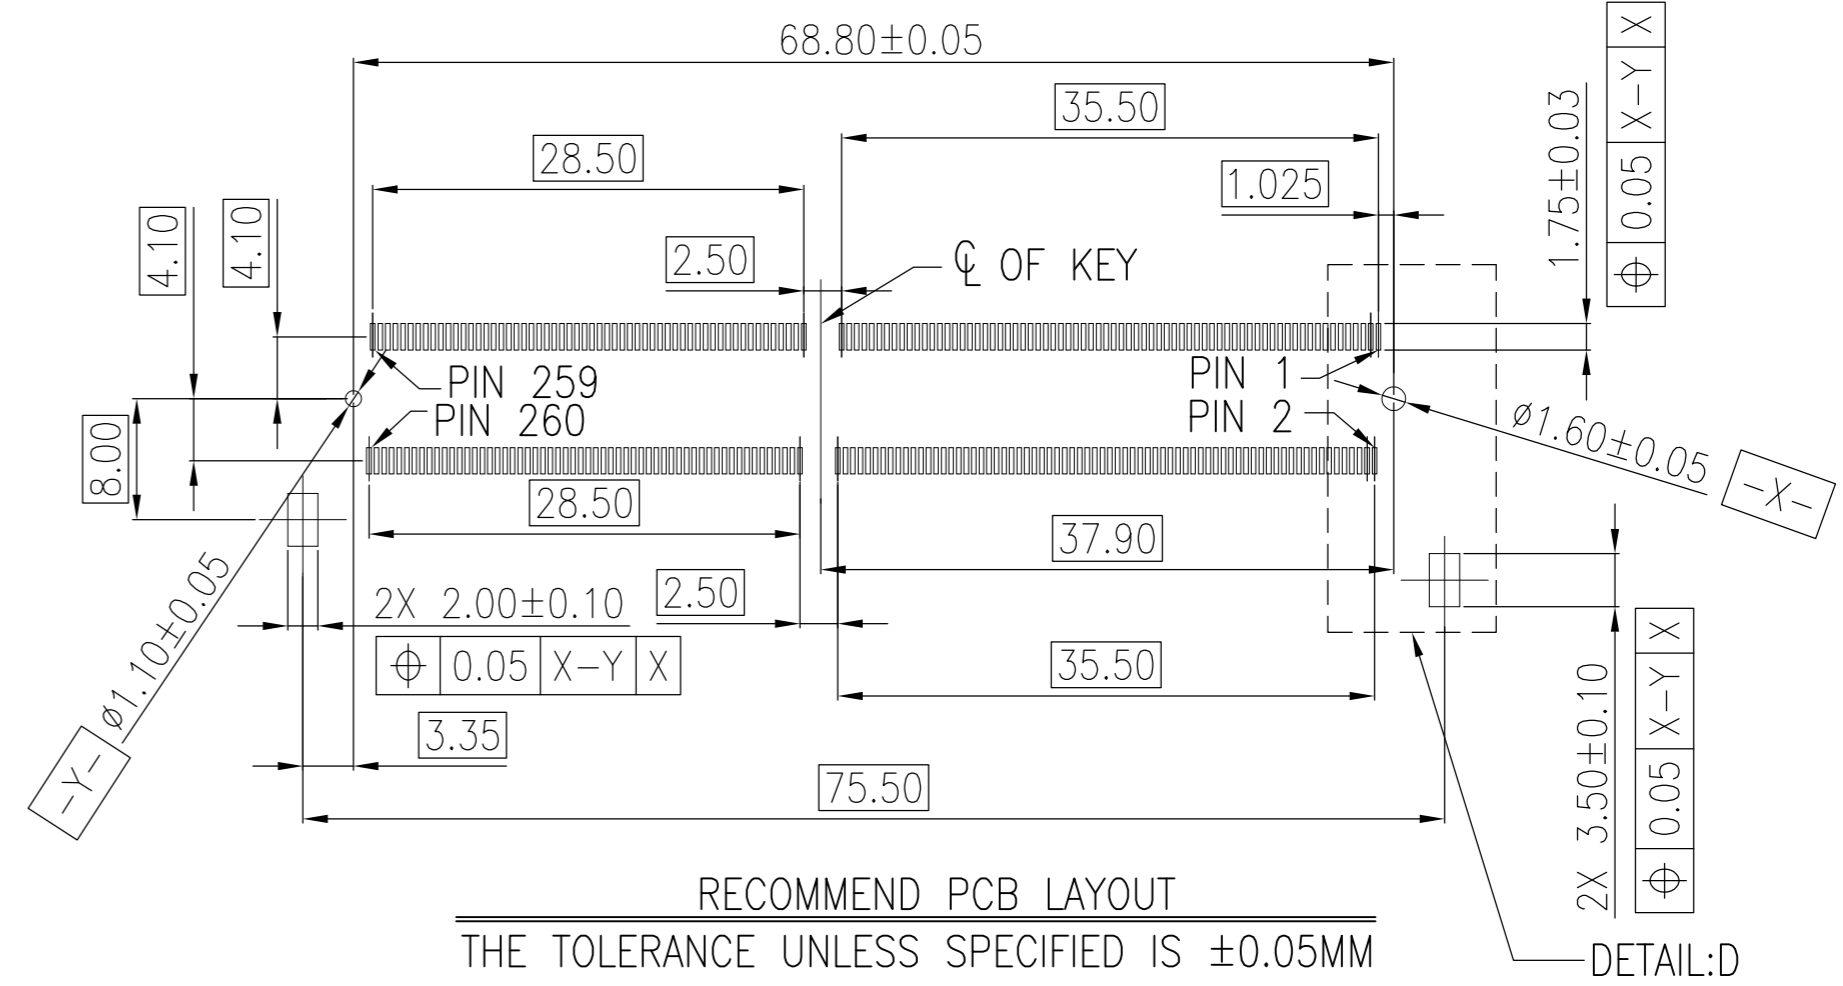 68.80±0.05
35.50
28.50
1.025
1.75±0.03
⌖ 0.05 X-Y X
4.10
4.10
2.50
℄ OF KEY
PIN 259
PIN 260
PIN 1
PIN 2
8.00
ø1.60±0.05
-X-
28.50
37.90
2X 2.00±0.10
⌖ 0.05 X-Y X
2.50
35.50
ø1.10±0.05
-Y-
3.35
75.50
2X 3.50±0.10
⌖ 0.05 X-Y X
RECOMMEND PCB LAYOUT
THE TOLERANCE UNLESS SPECIFIED IS ±0.05MM
DETAIL:D